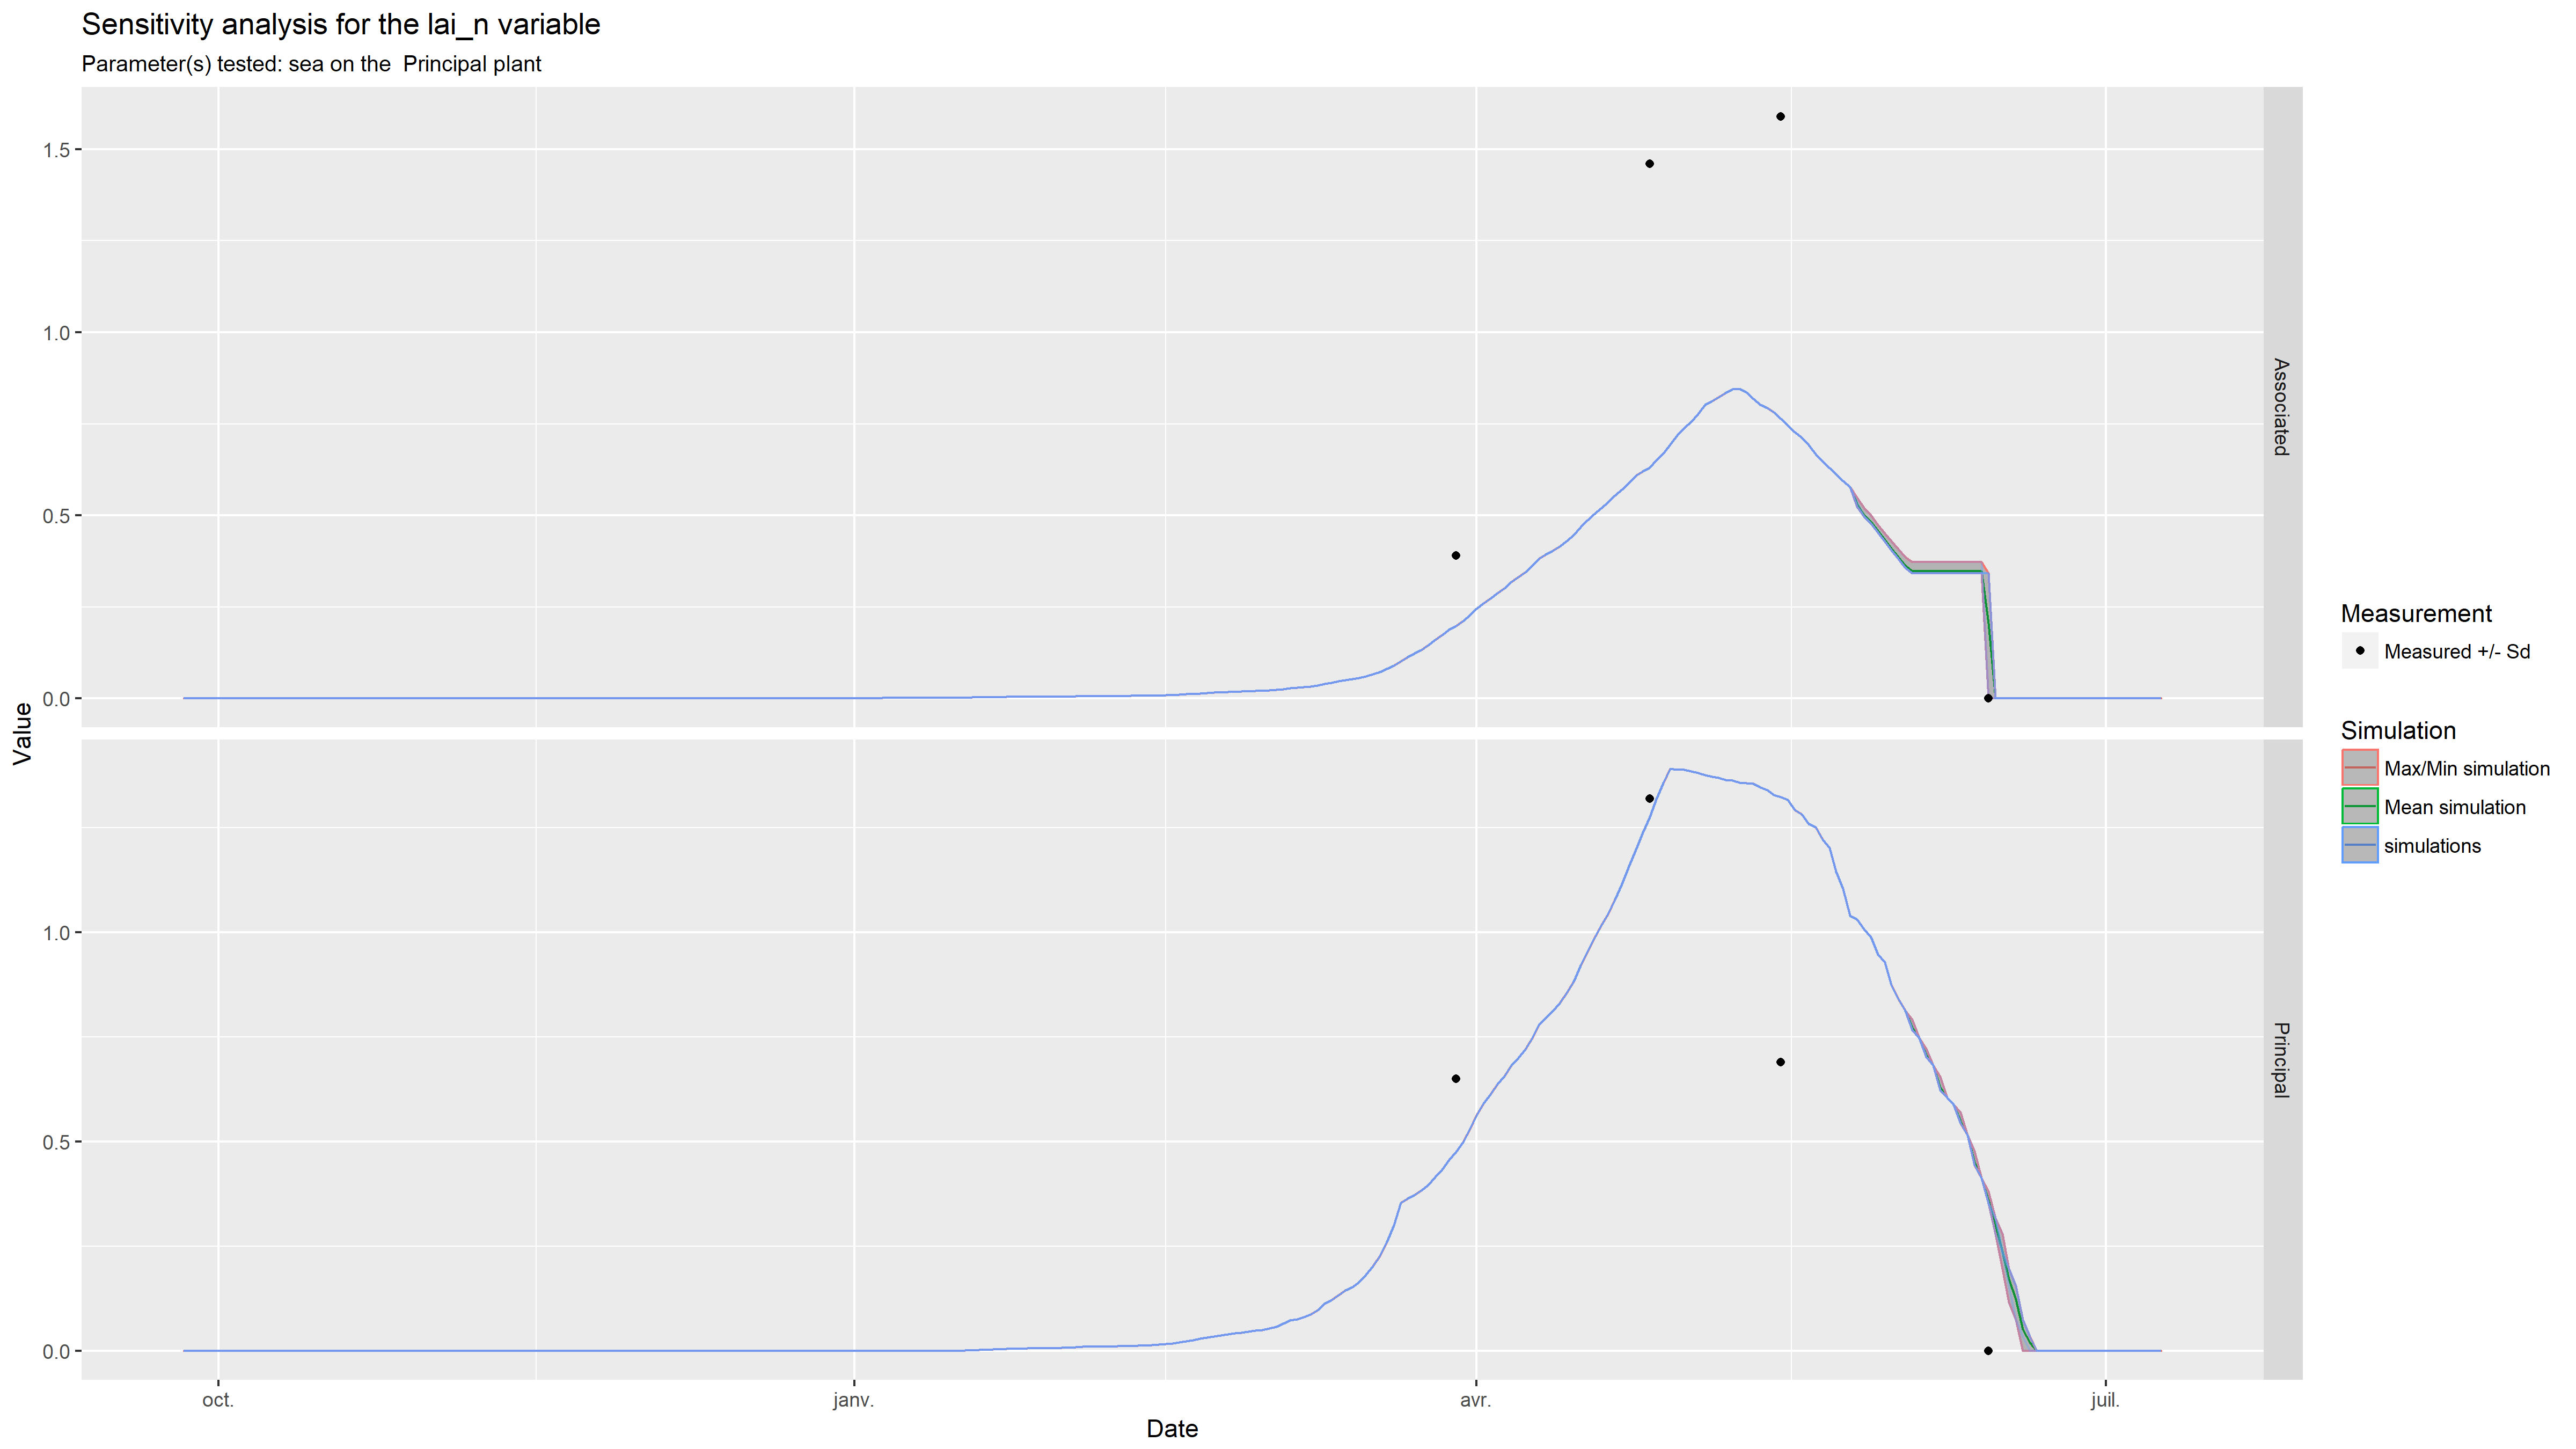 Sensitivity analysis for the lai_n variable
Parameter(s) tested: sea on the  Principal plant
Value
1.5
1.0
0.5
0.0
Associated
1.0
0.5
0.0
Principal
oct.
janv.
avr.
juil.
Date
Measurement
Measured +/- Sd
Simulation
Max/Min simulation
Mean simulation
simulations